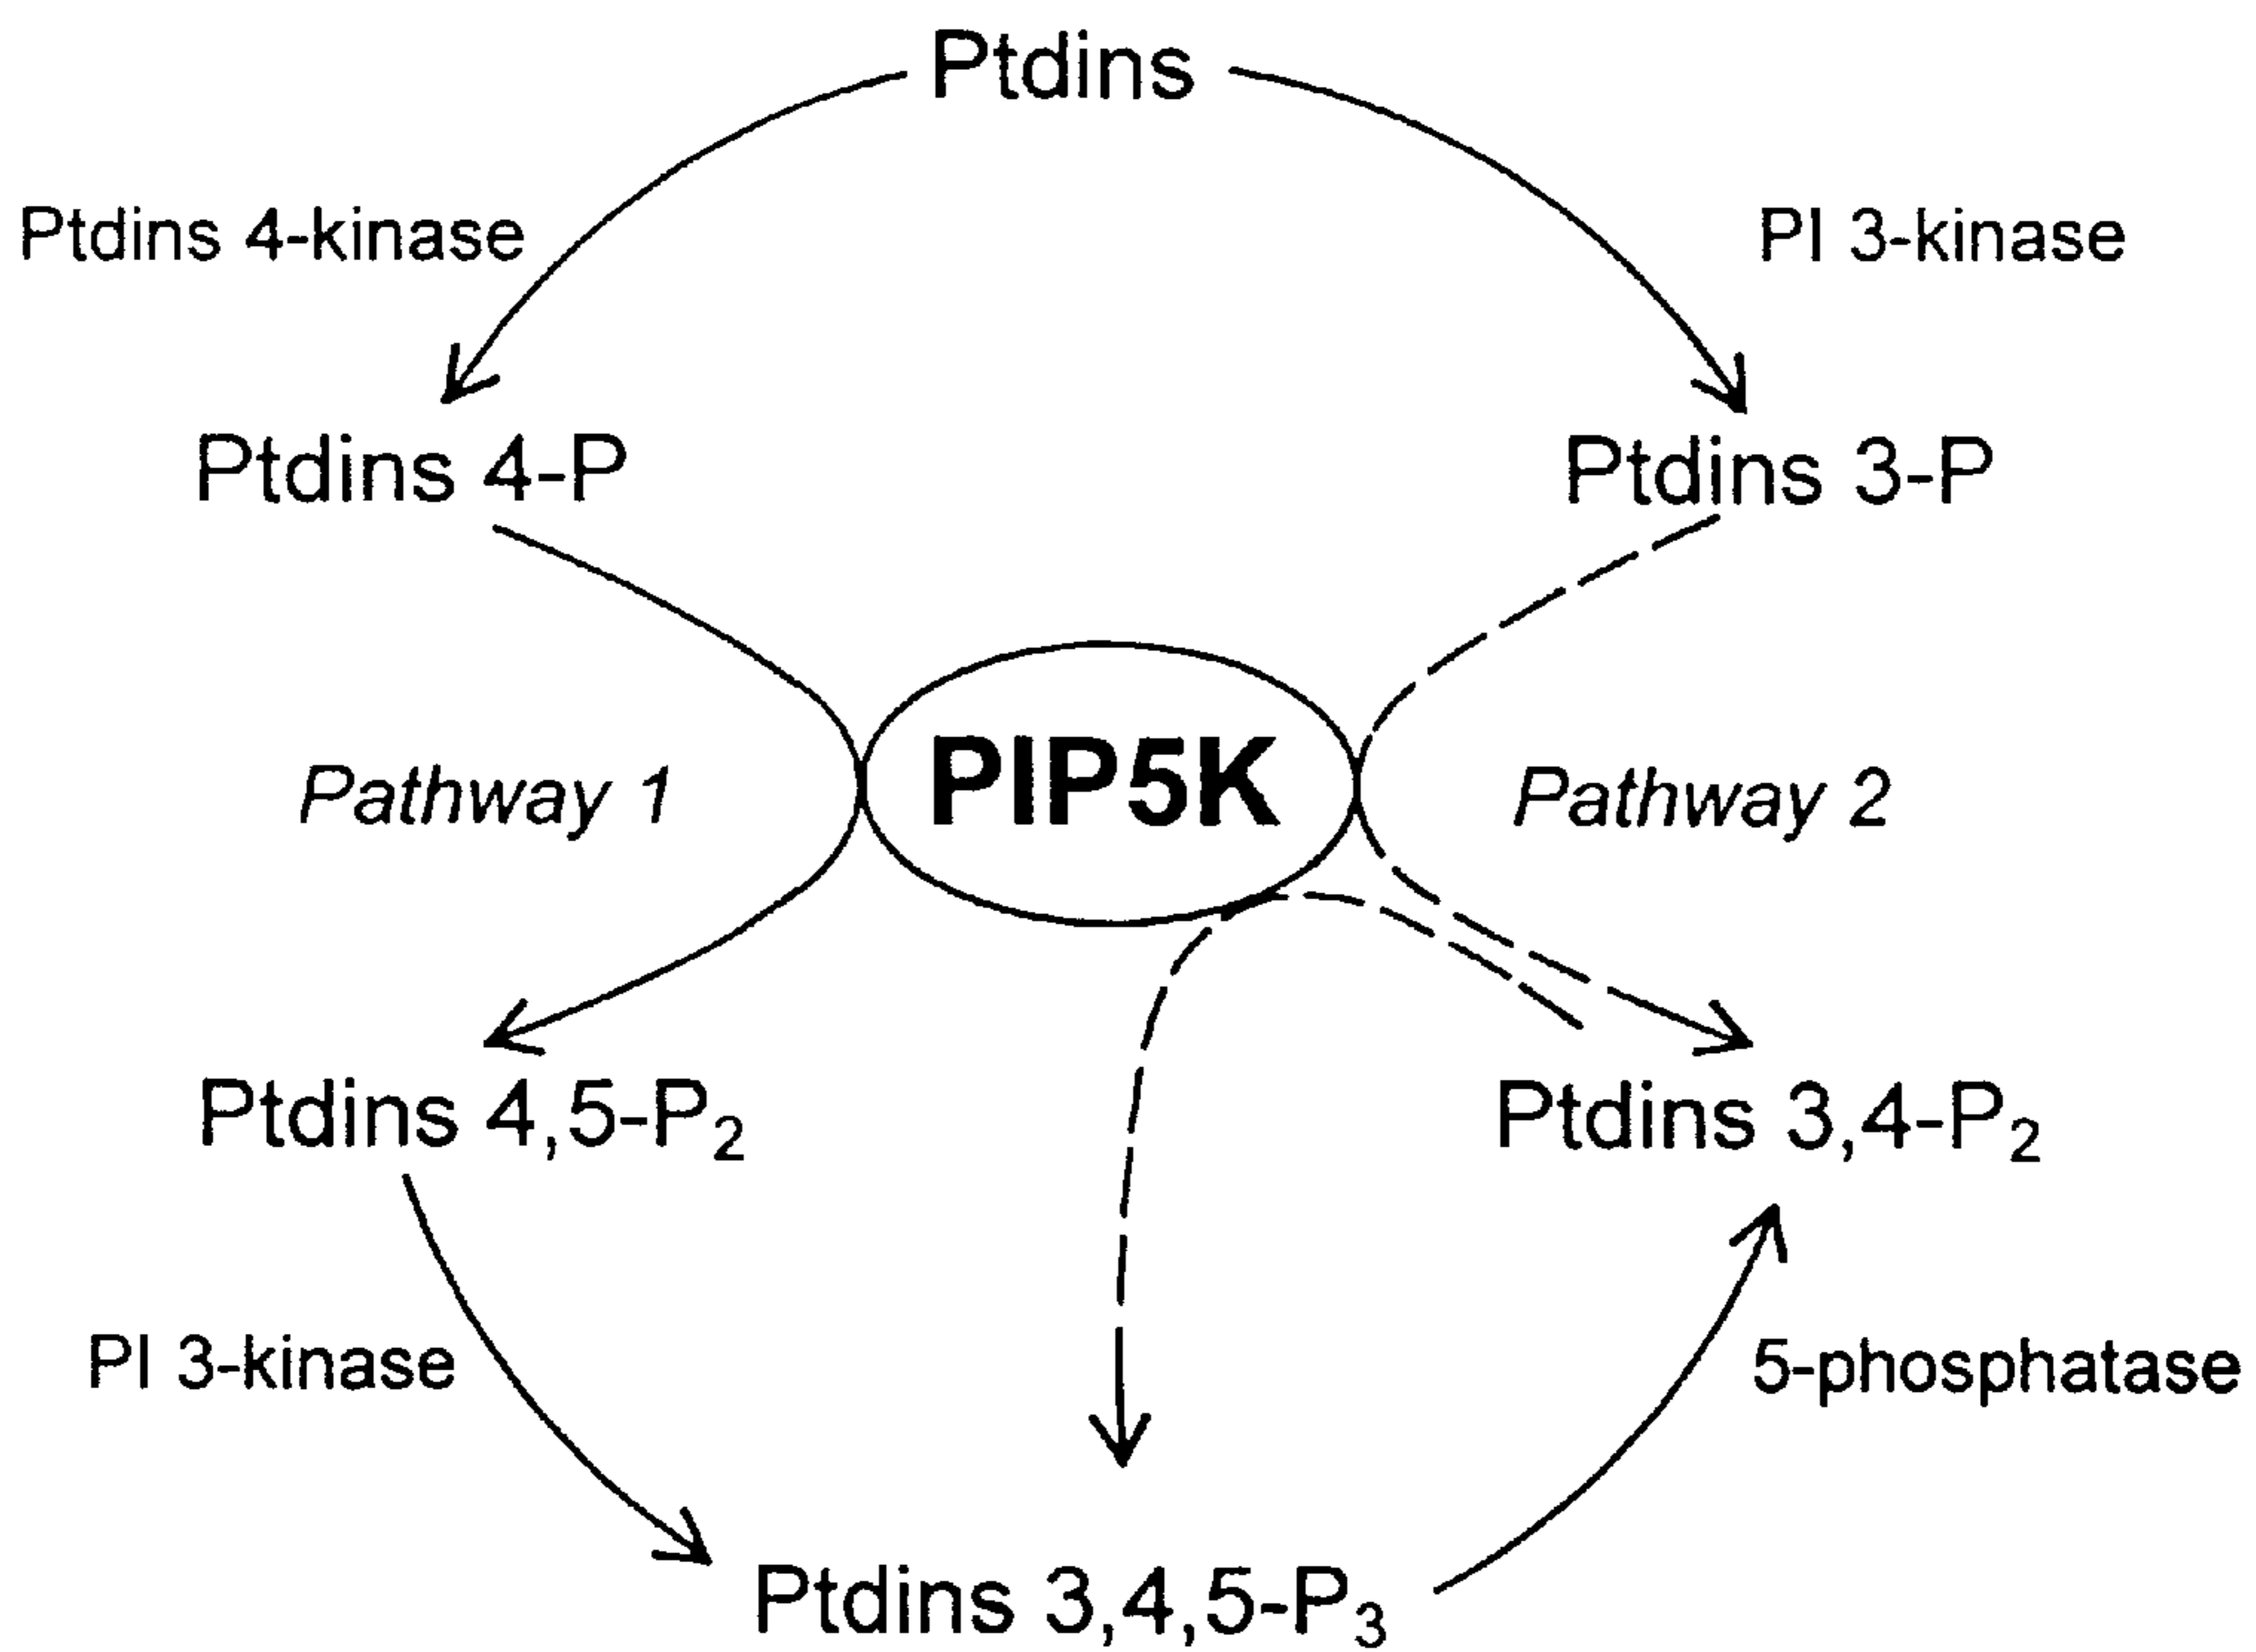 Ptdins
Ptdins 4-kinase
PI 3-kinase
Ptdins 4-P
Ptdins 3-P
PIP5K
Pathway 1
Pathway 2
Ptdins 4,5-P₂
Ptdins 3,4-P₂
PI 3-kinase
5-phosphatase
Ptdins 3,4,5-P₃